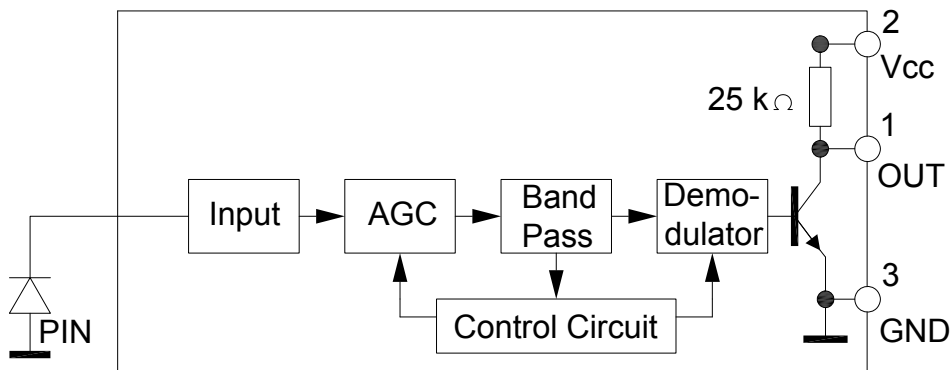 2
Vcc
25 kΩ
1
OUT
Input
AGC
Band
Pass
Demo-
dulator
3
GND
PIN
Control Circuit